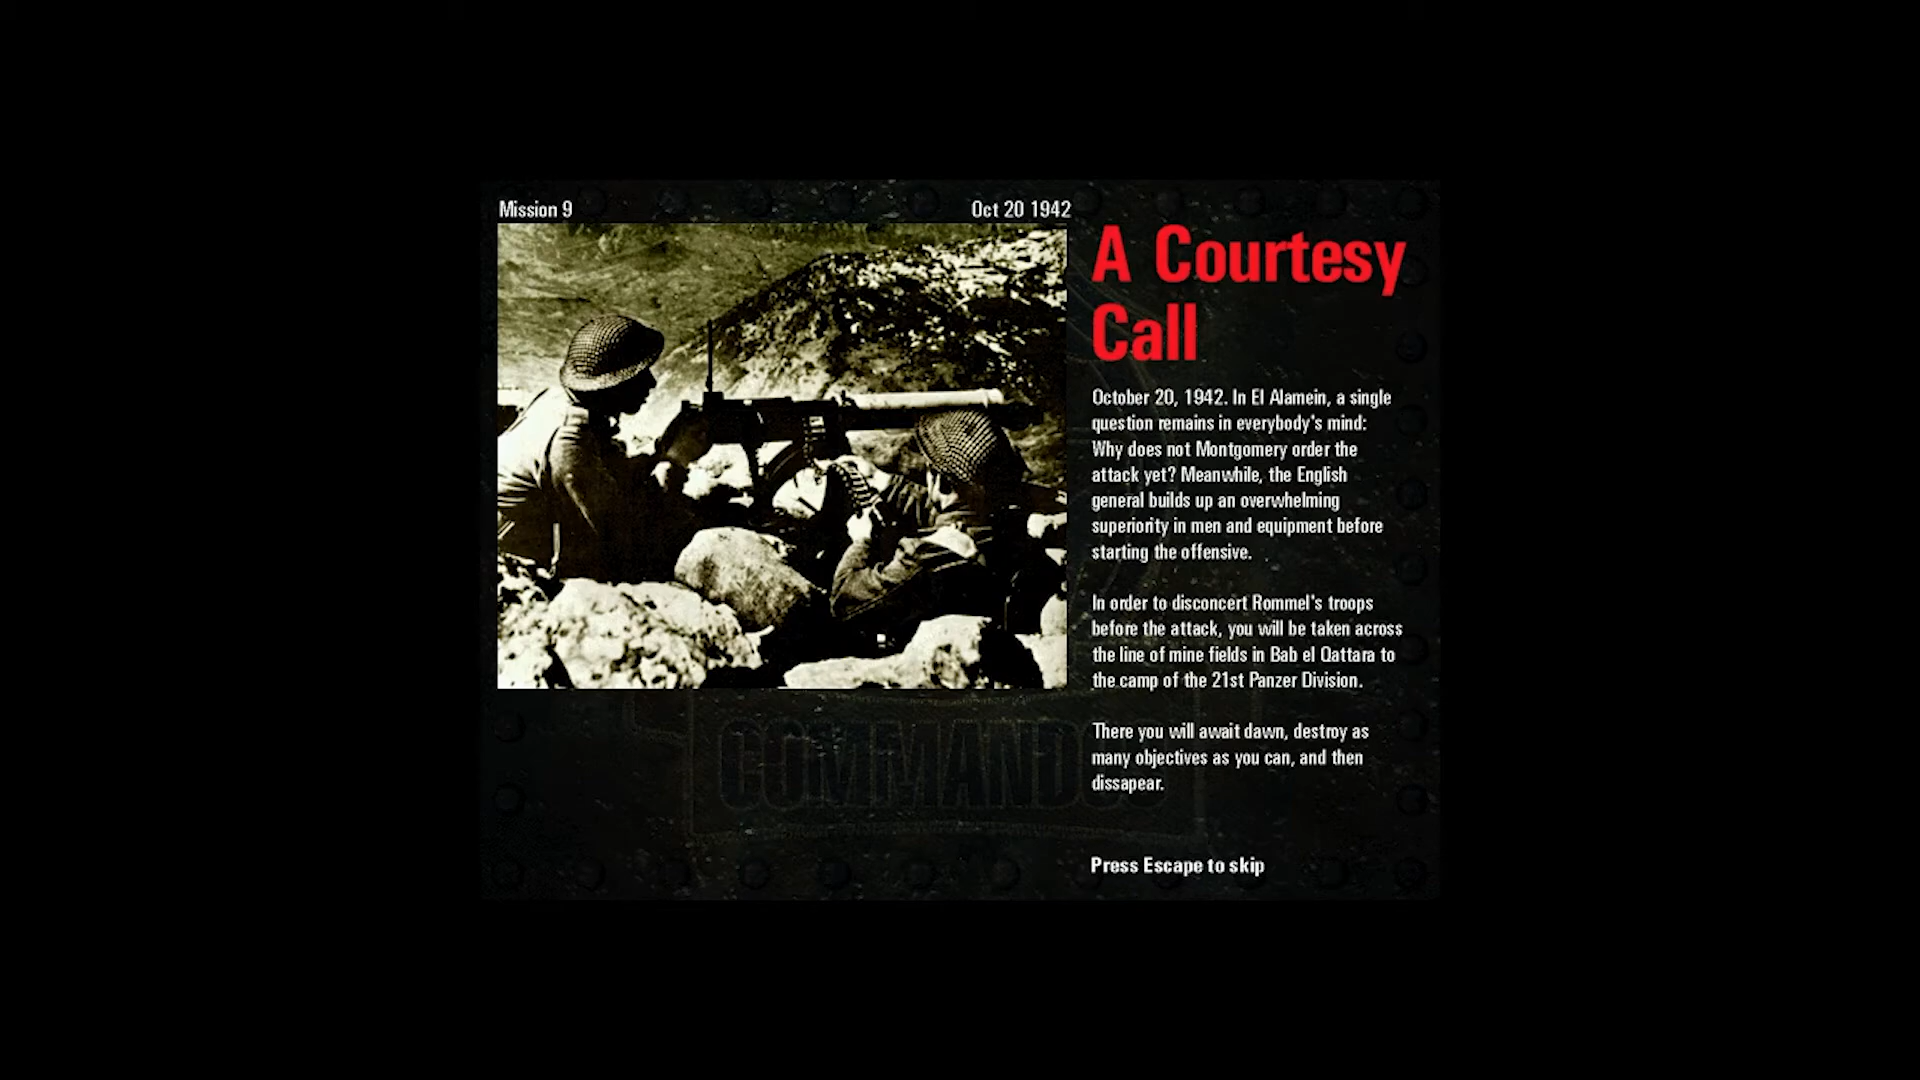 Mission 9
Oct 20 1942
A Courtesy
Call
October 20, 1942. In El Alamein, a single
question remains in everybody's mind:
Why does not Montgomery order the
attack yet? Meanwhile, the English
general builds up an overwhelming
superiority in men and equipment before
starting the offensive.
In order to disconcert Rommel's troops
before the attack, you will be taken across
the line of mine fields in Bab el Qattara to
the camp of the 21st Panzer Division.
There you will await dawn, destroy as
many objectives as you can, and then
dissapear.
COMMANDOS
Press Escape to skip